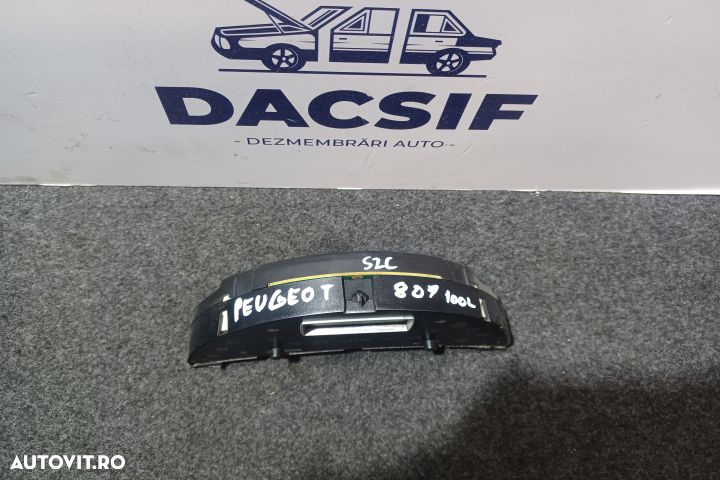 DACSIF
- DEZMEMBRĂRI AUTO -
S2C
PEUGEOT 807 100L
AUTOVIT.RO